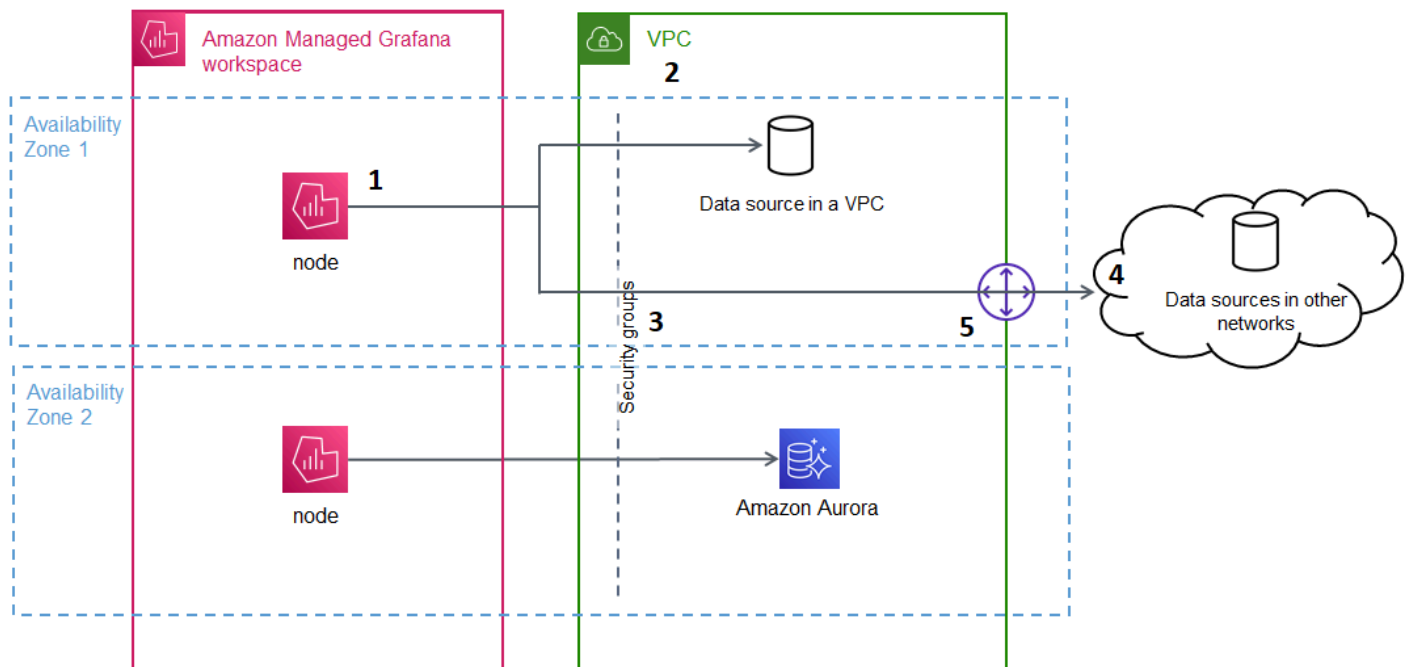 Amazon Managed Grafana
workspace
VPC
2
Availability
Zone 1
1
node
Data source in a VPC
Security groups
3
5
4
Data sources in other
networks
Availability
Zone 2
node
Amazon Aurora